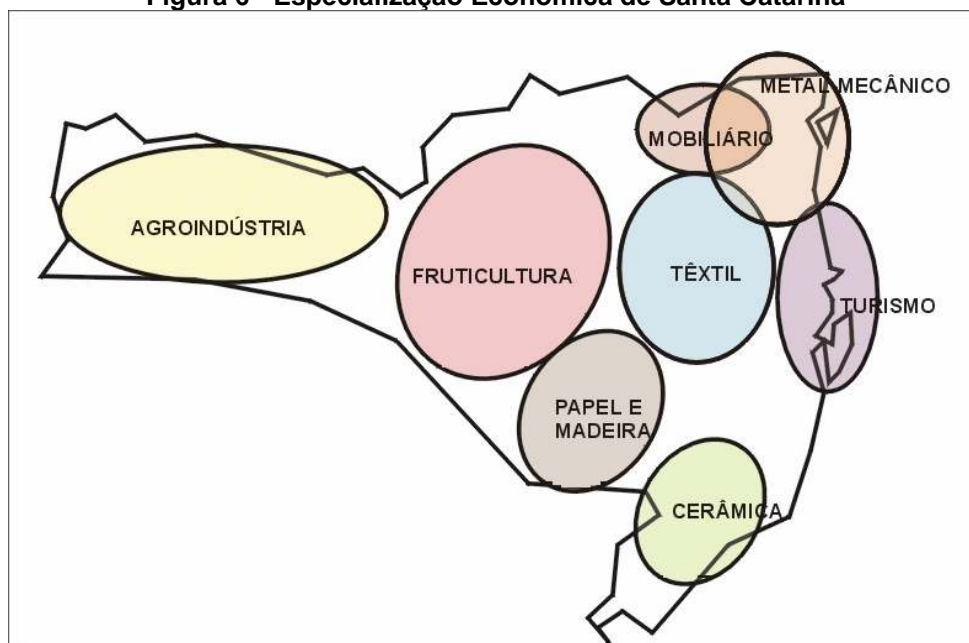 Figura 6 - Especialização Econômica de Santa Catarina
METAL MECÂNICO
MOBILIÁRIO
AGROINDÚSTRIA
FRUTICULTURA
TÊXTIL
TURISMO
PAPEL E
MADEIRA
CERÂMICA